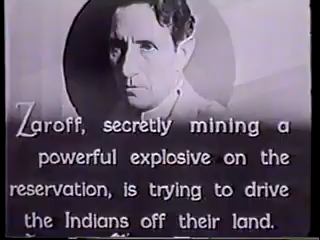 Zaroff, secretly mining a
powerful explosive on the
reservation, is trying to drive
the Indians off their land.